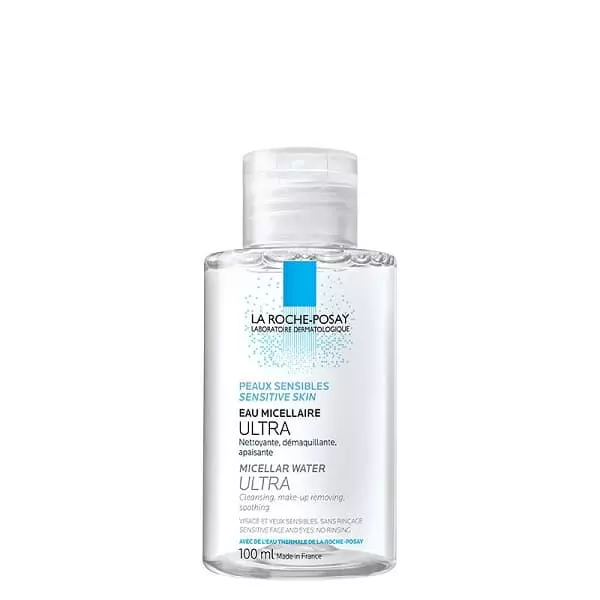 LA ROCHE-POSAY
LABORATOIRE DERMATOLOGIQUE
PEAUX SENSIBLES
SENSITIVE SKIN
EAU MICELLAIRE
ULTRA
Nettoyante, démaquillante,
apaisante
MICELLAR WATER
ULTRA
Cleansing, make-up removing,
soothing
VISAGE ET YEUX SENSIBLES, SANS RINÇAGE
SENSITIVE FACE AND EYES, NO RINSING
AVEC DE L'EAU THERMALE DE LA ROCHE-POSAY
100 ml Made in France